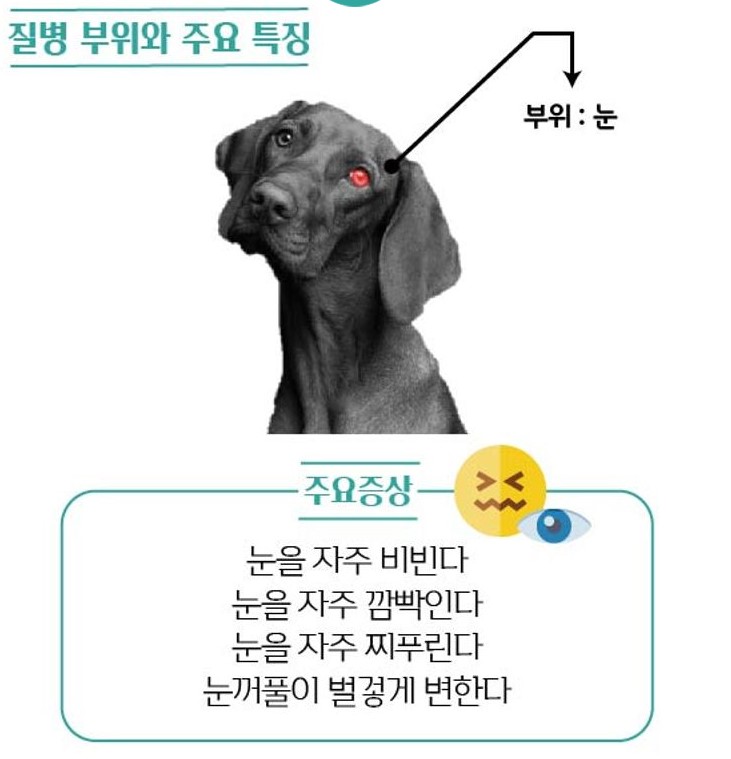 질병 부위와 주요 특징
부위 : 눈
주요증상
눈을 자주 비빈다
눈을 자주 깜빡인다
눈을 자주 찌푸린다
눈꺼풀이 벌겋게 변한다